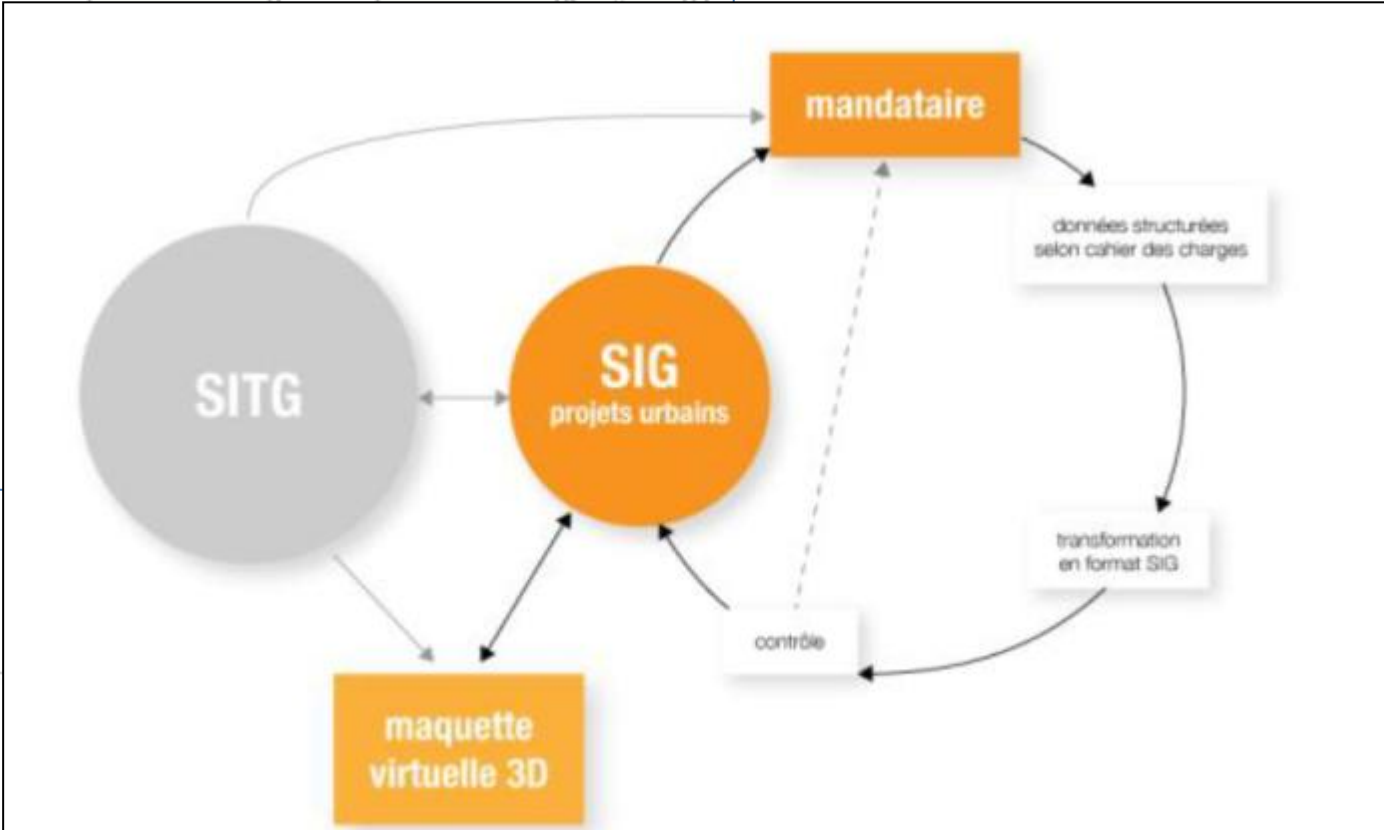 mandataire
données structurées
selon cahier des charges
SITG
SIG
projets urbains
transformation
en format SIG
contrôle
maquette
virtuelle 3D